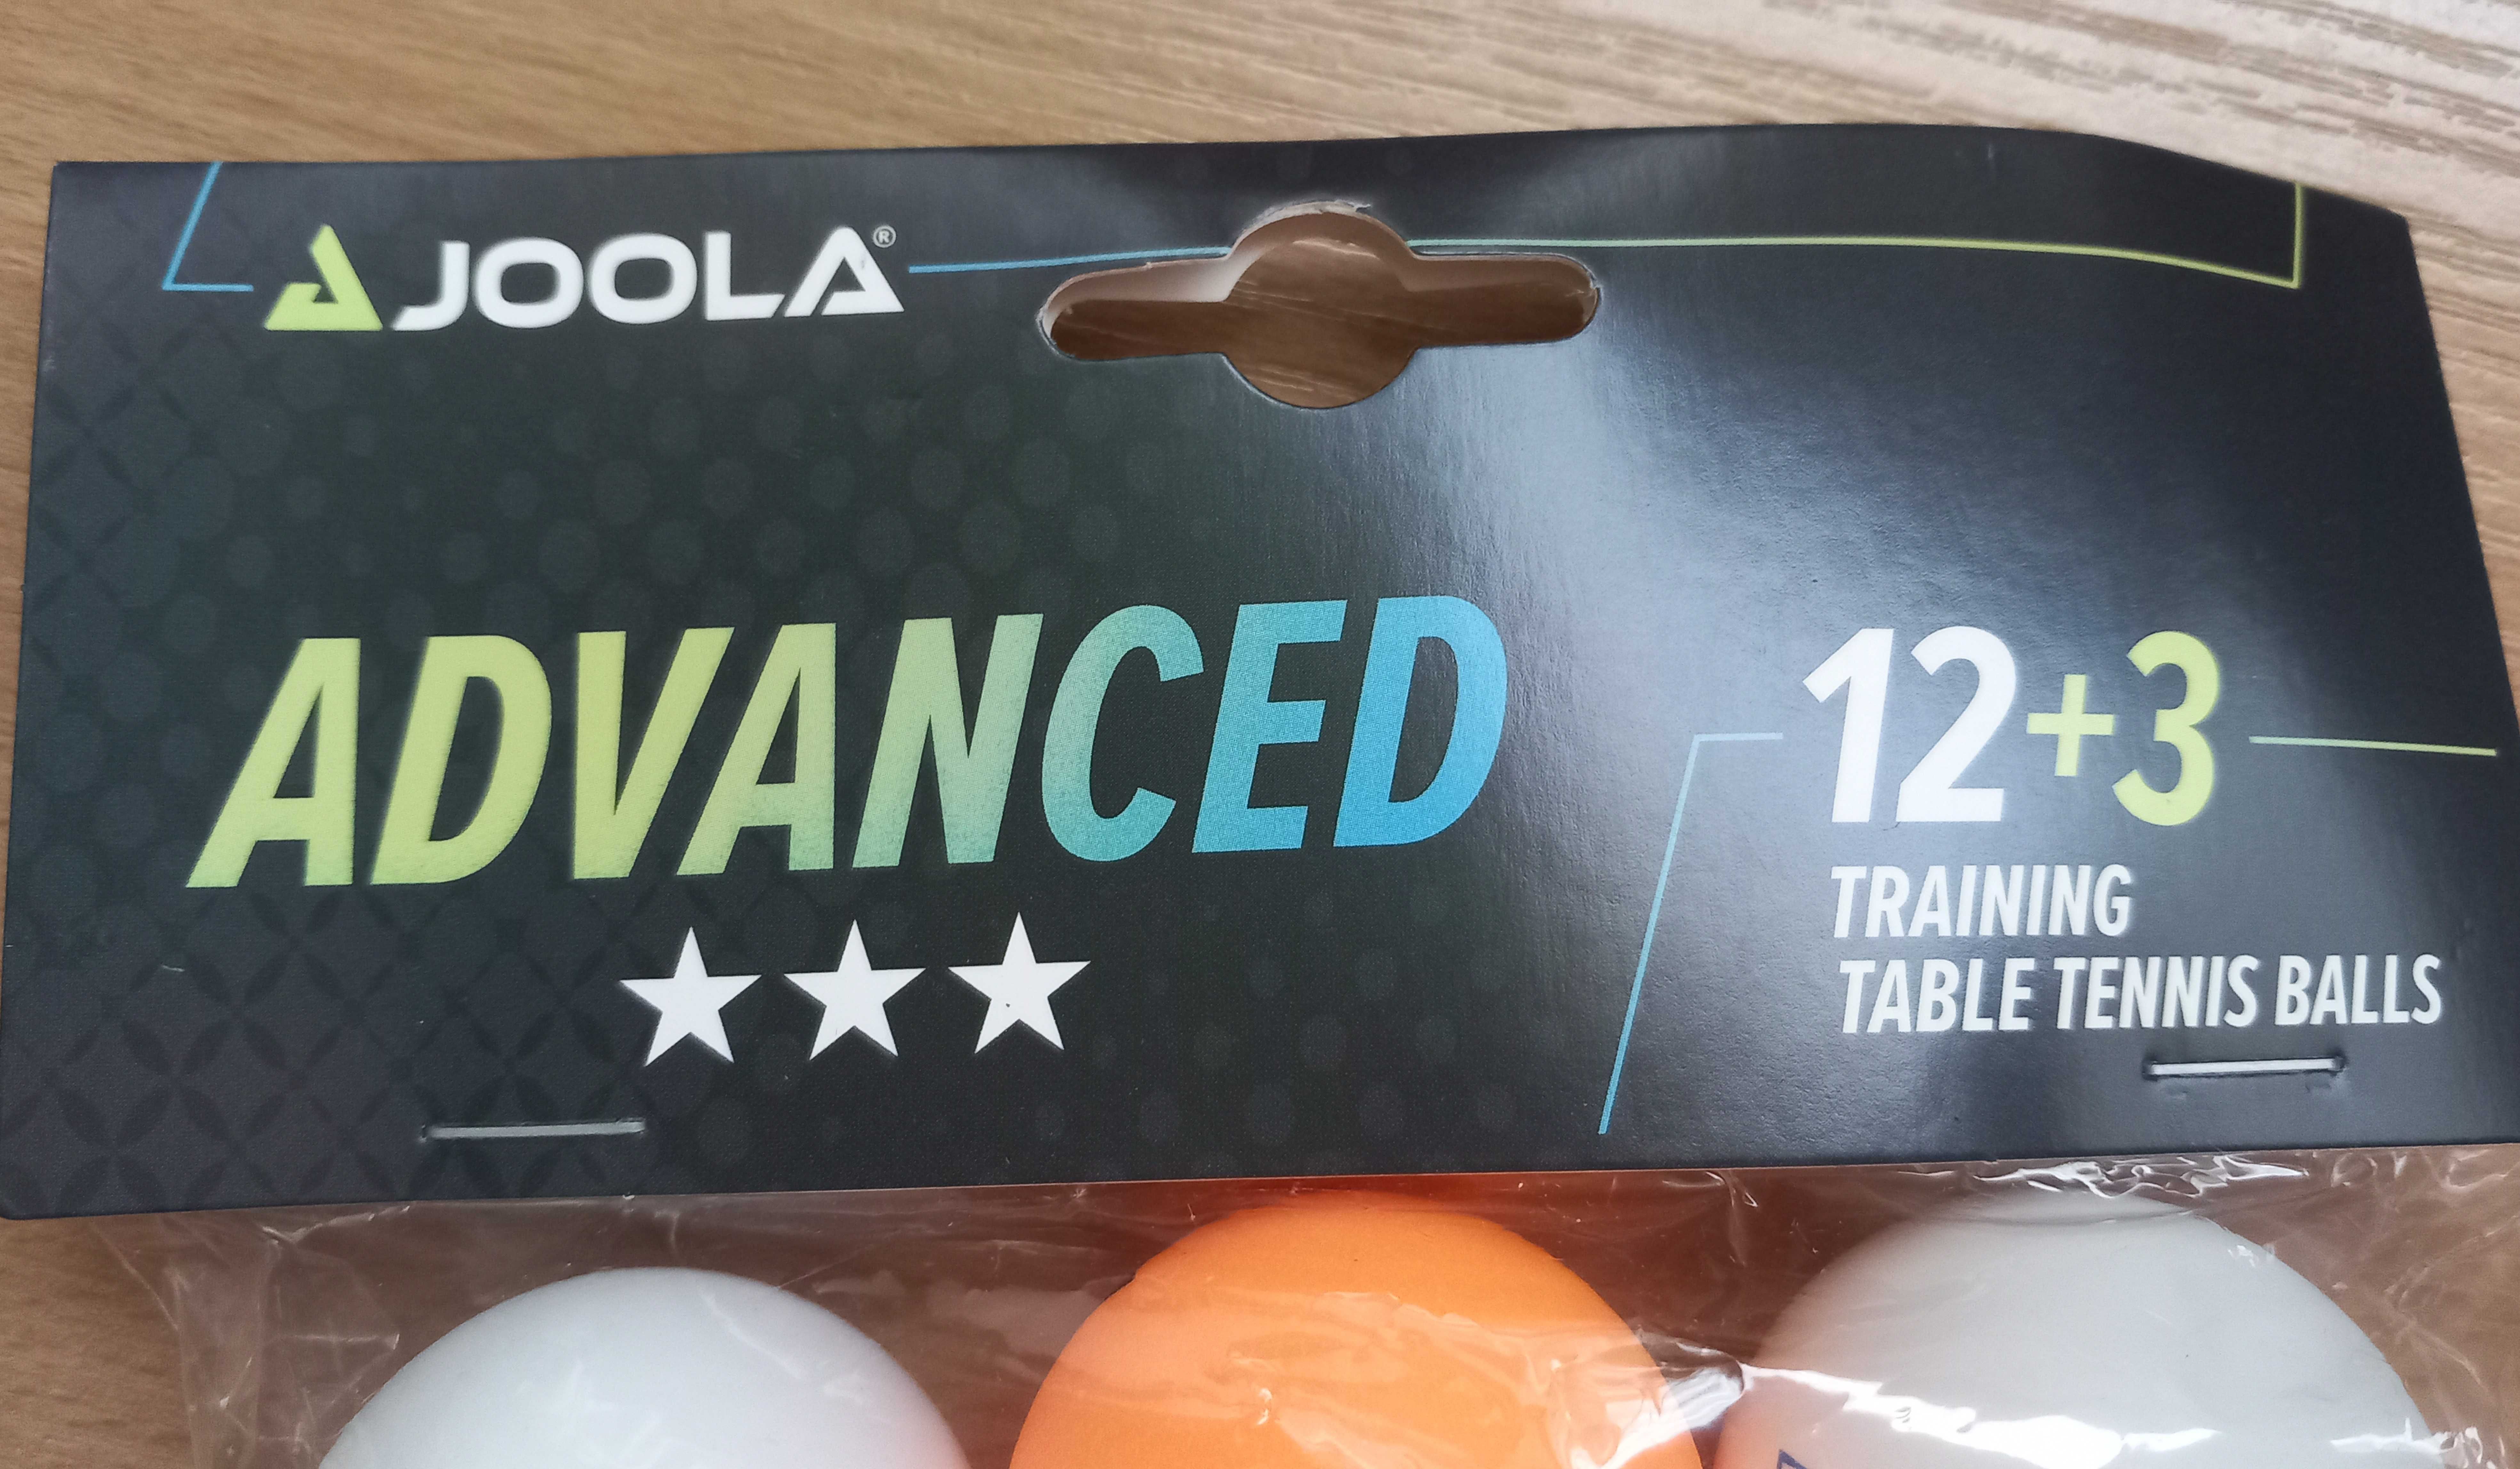 JOOLA®
ADVANCED
12+3
TRAINING
TABLE TENNIS BALLS